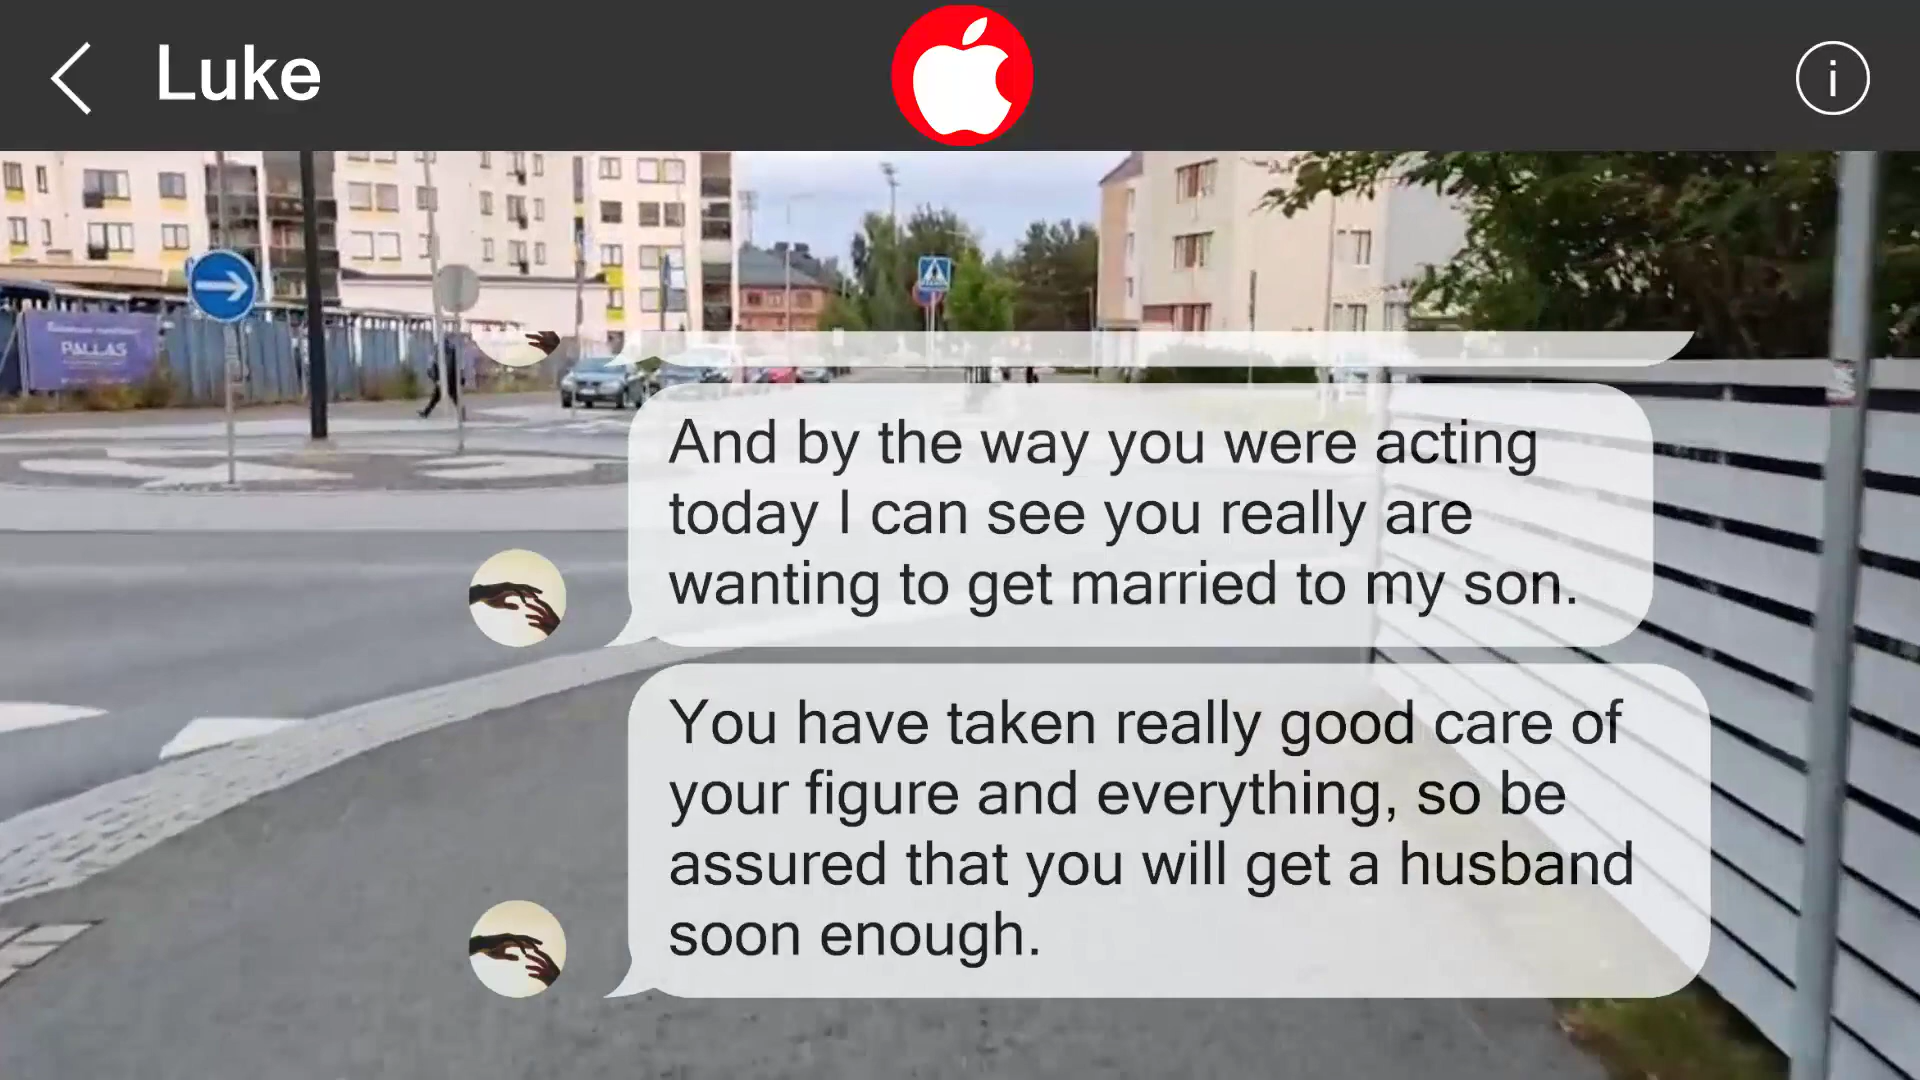 Luke
PALLAS
And by the way you were acting
today I can see you really are
wanting to get married to my son.
You have taken really good care of
your figure and everything, so be
assured that you will get a husband
soon enough.